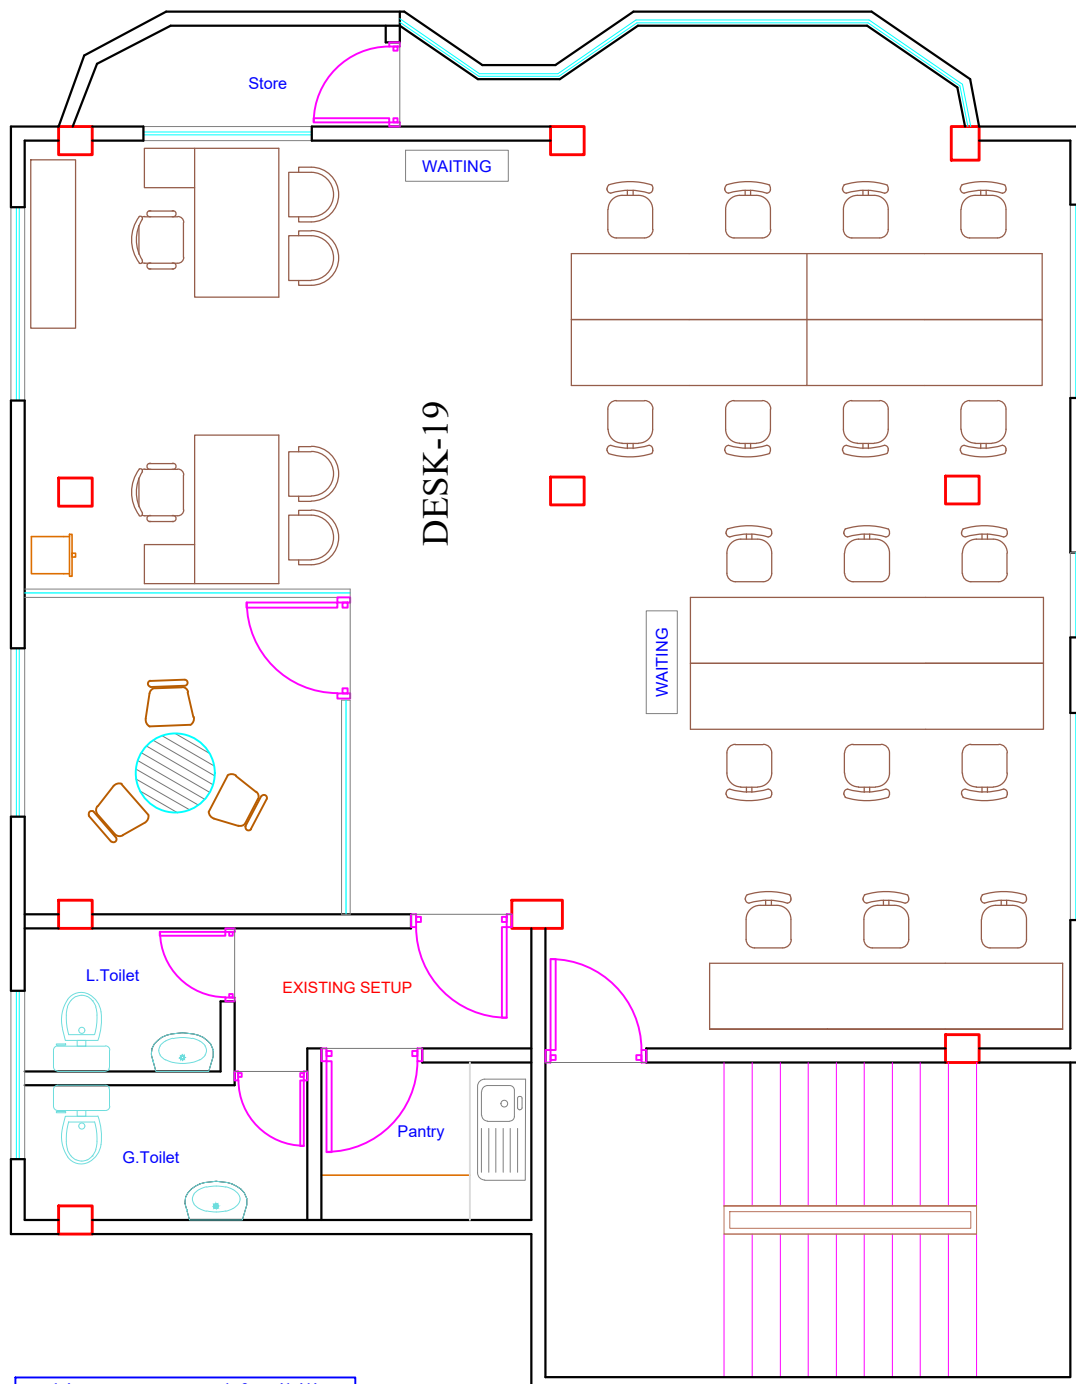 Store
WAITING
DESK-19
WAITING
L.Toilet
EXISTING SETUP
Pantry
G.Toilet